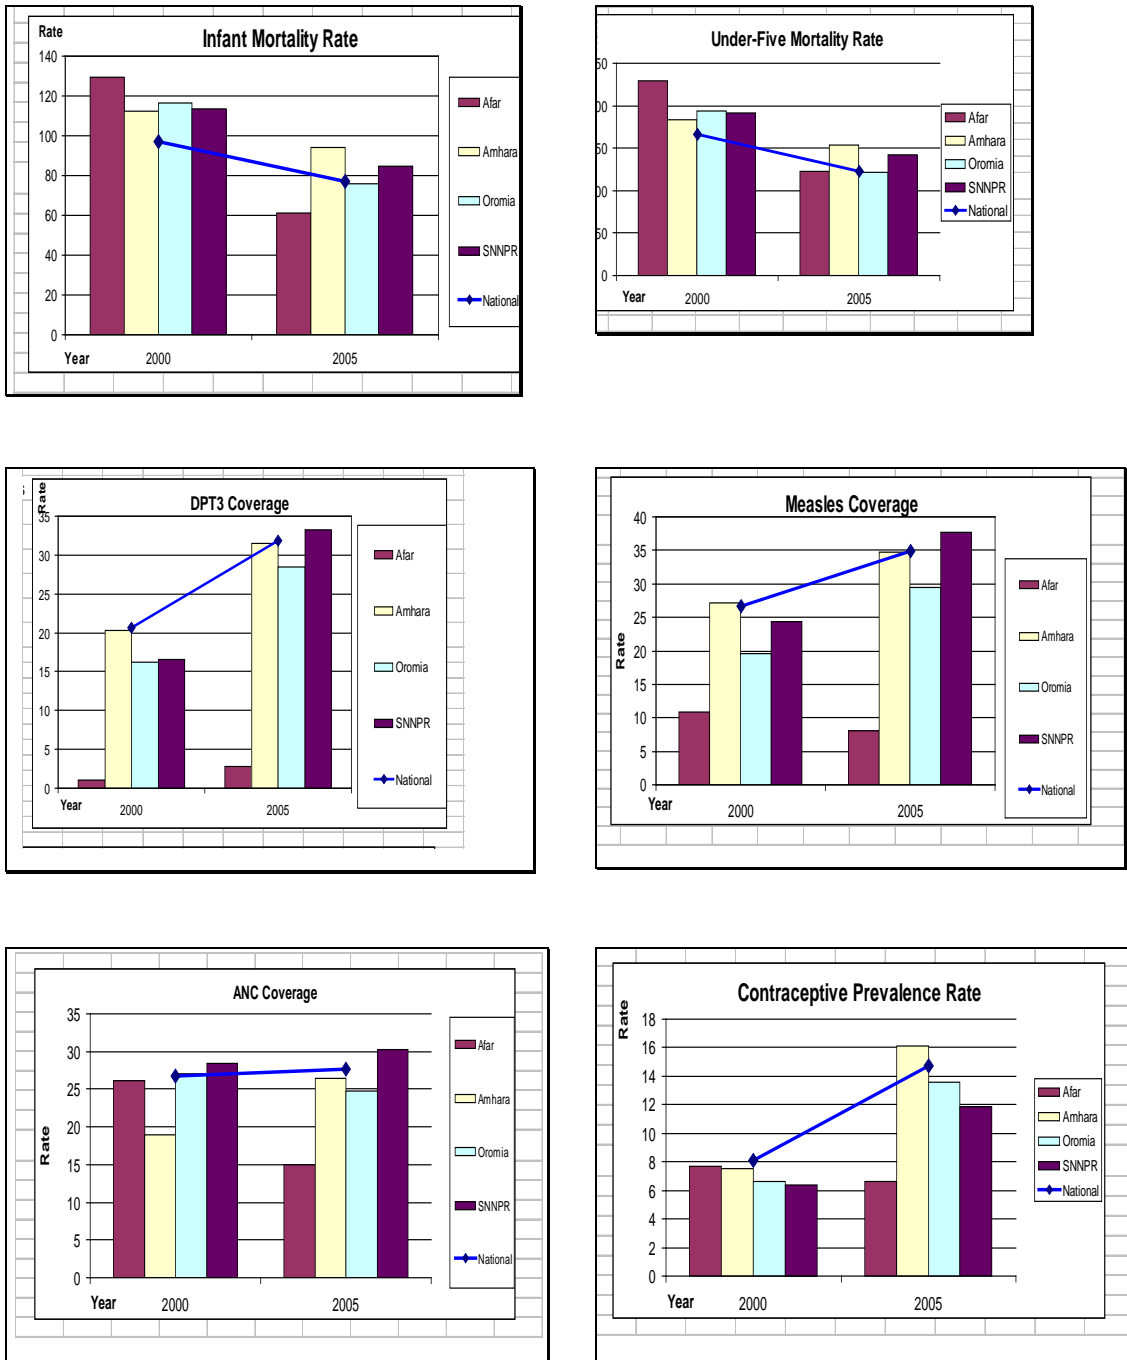 Rate
Infant Mortality Rate
140
120
100
80
60
40
20
0
Year 2000 2005
Afar
Amhara
Oromia
SNNPR
National
Under-Five Mortality Rate
50
00
50
00
50
0
Year 2000 2005
Afar
Amhara
Oromia
SNNPR
National
Rate
DPT3 Coverage
35
30
25
20
15
10
5
0
Year 2000 2005
Afar
Amhara
Oromia
SNNPR
National
Measles Coverage
Rate
40
35
30
25
20
15
10
5
0
Year 2000 2005
Afar
Amhara
Oromia
SNNPR
National
ANC Coverage
Rate
35
30
25
20
15
10
5
0
Year 2000 2005
Afar
Amhara
Oromia
SNNPR
National
Contraceptive Prevalence Rate
Rate
18
16
14
12
10
8
6
4
2
0
Year 2000 2005
Afar
Amhara
Oromia
SNNPR
National